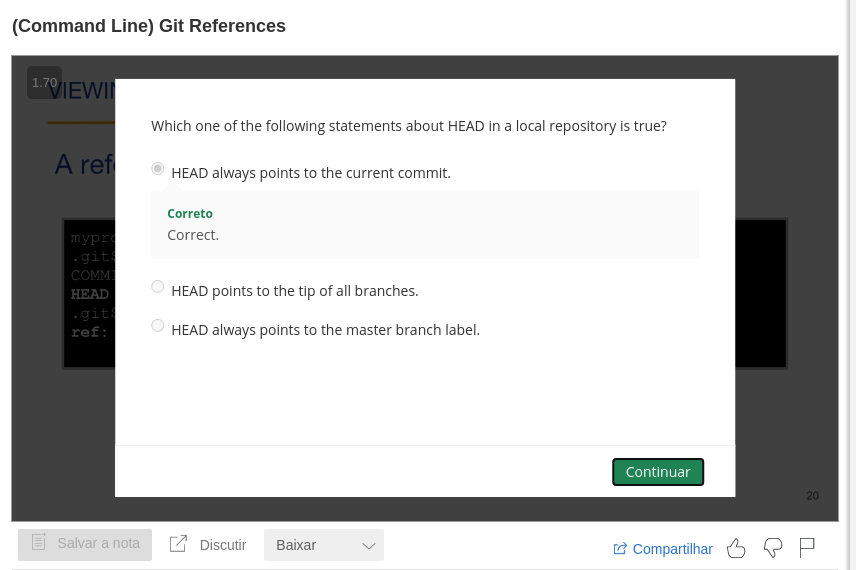 (Command Line) Git References
1.70
VIEWIN
A ref
Which one of the following statements about HEAD in a local repository is true?
HEAD always points to the current commit.
Correto
Correct.
HEAD points to the tip of all branches.
HEAD always points to the master branch label.
mypro
.git$
COMMI
HEAD
.git$
ref:
Continuar
20
Salvar a nota
Discutir
Baixar
Compartilhar